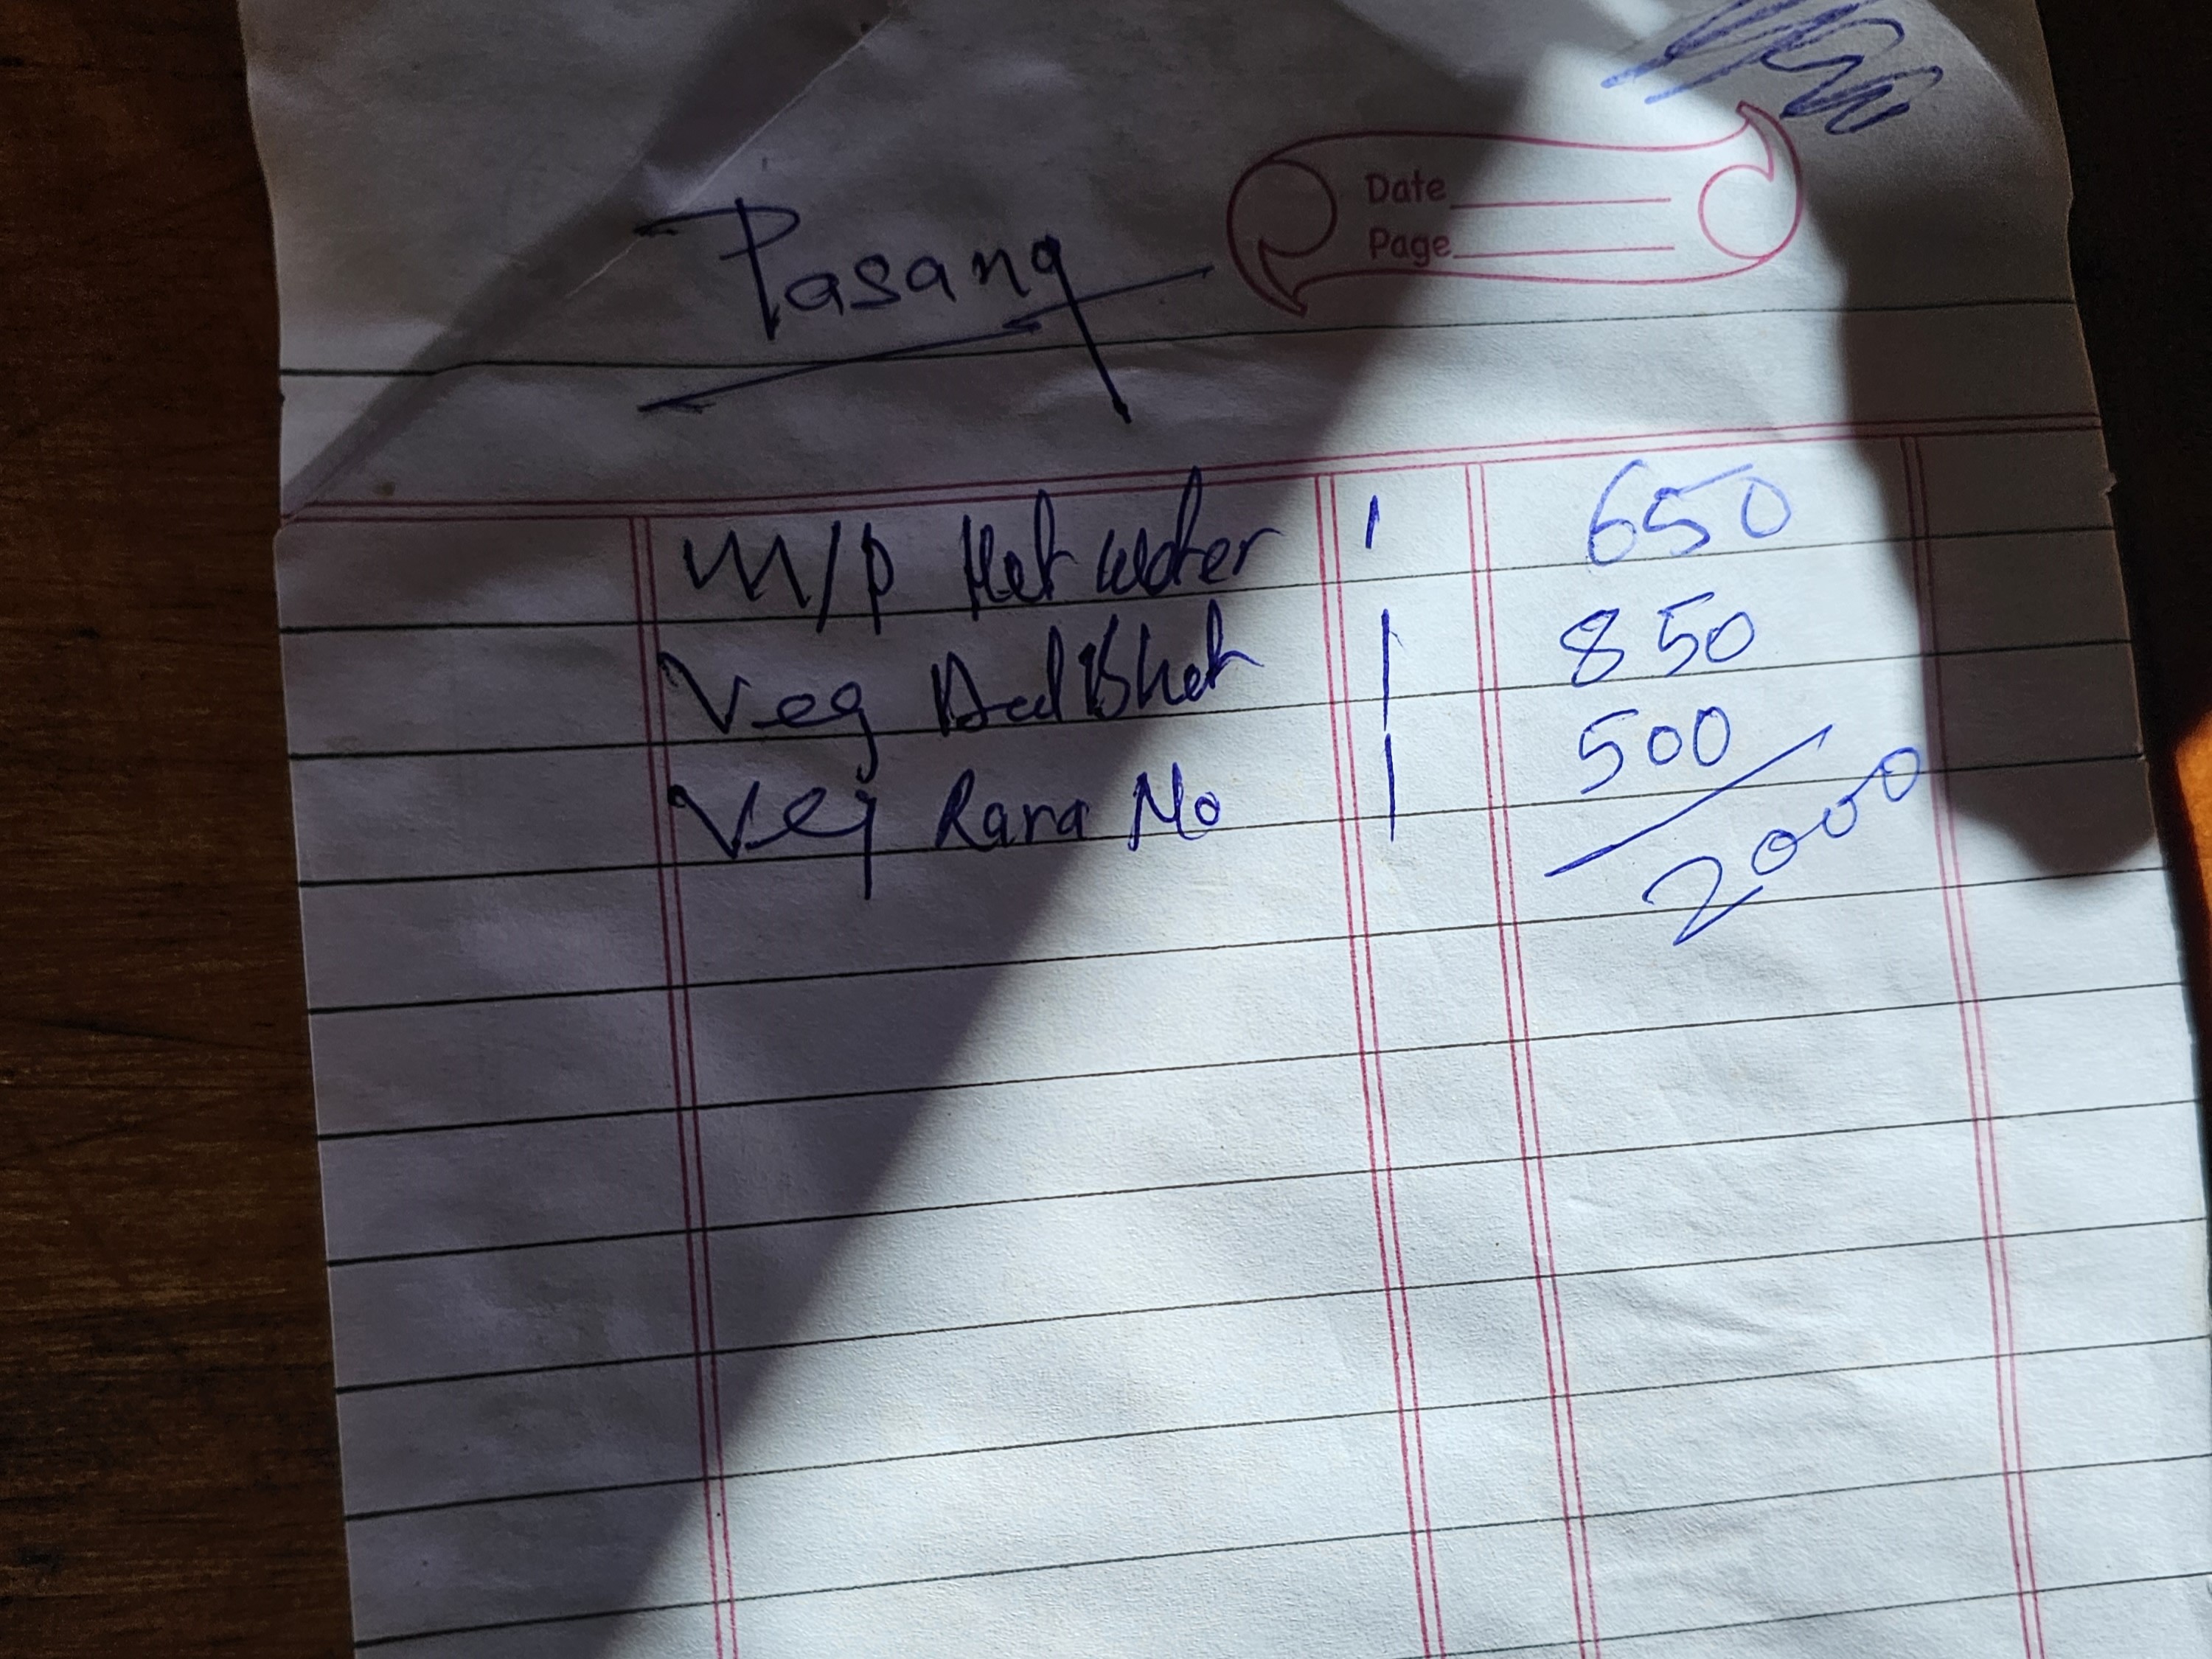 Date
Page
Pasang
M/P Hot water 1 650
Veg Dal Bhat 1 850
Veg Rara No 1 500
2000